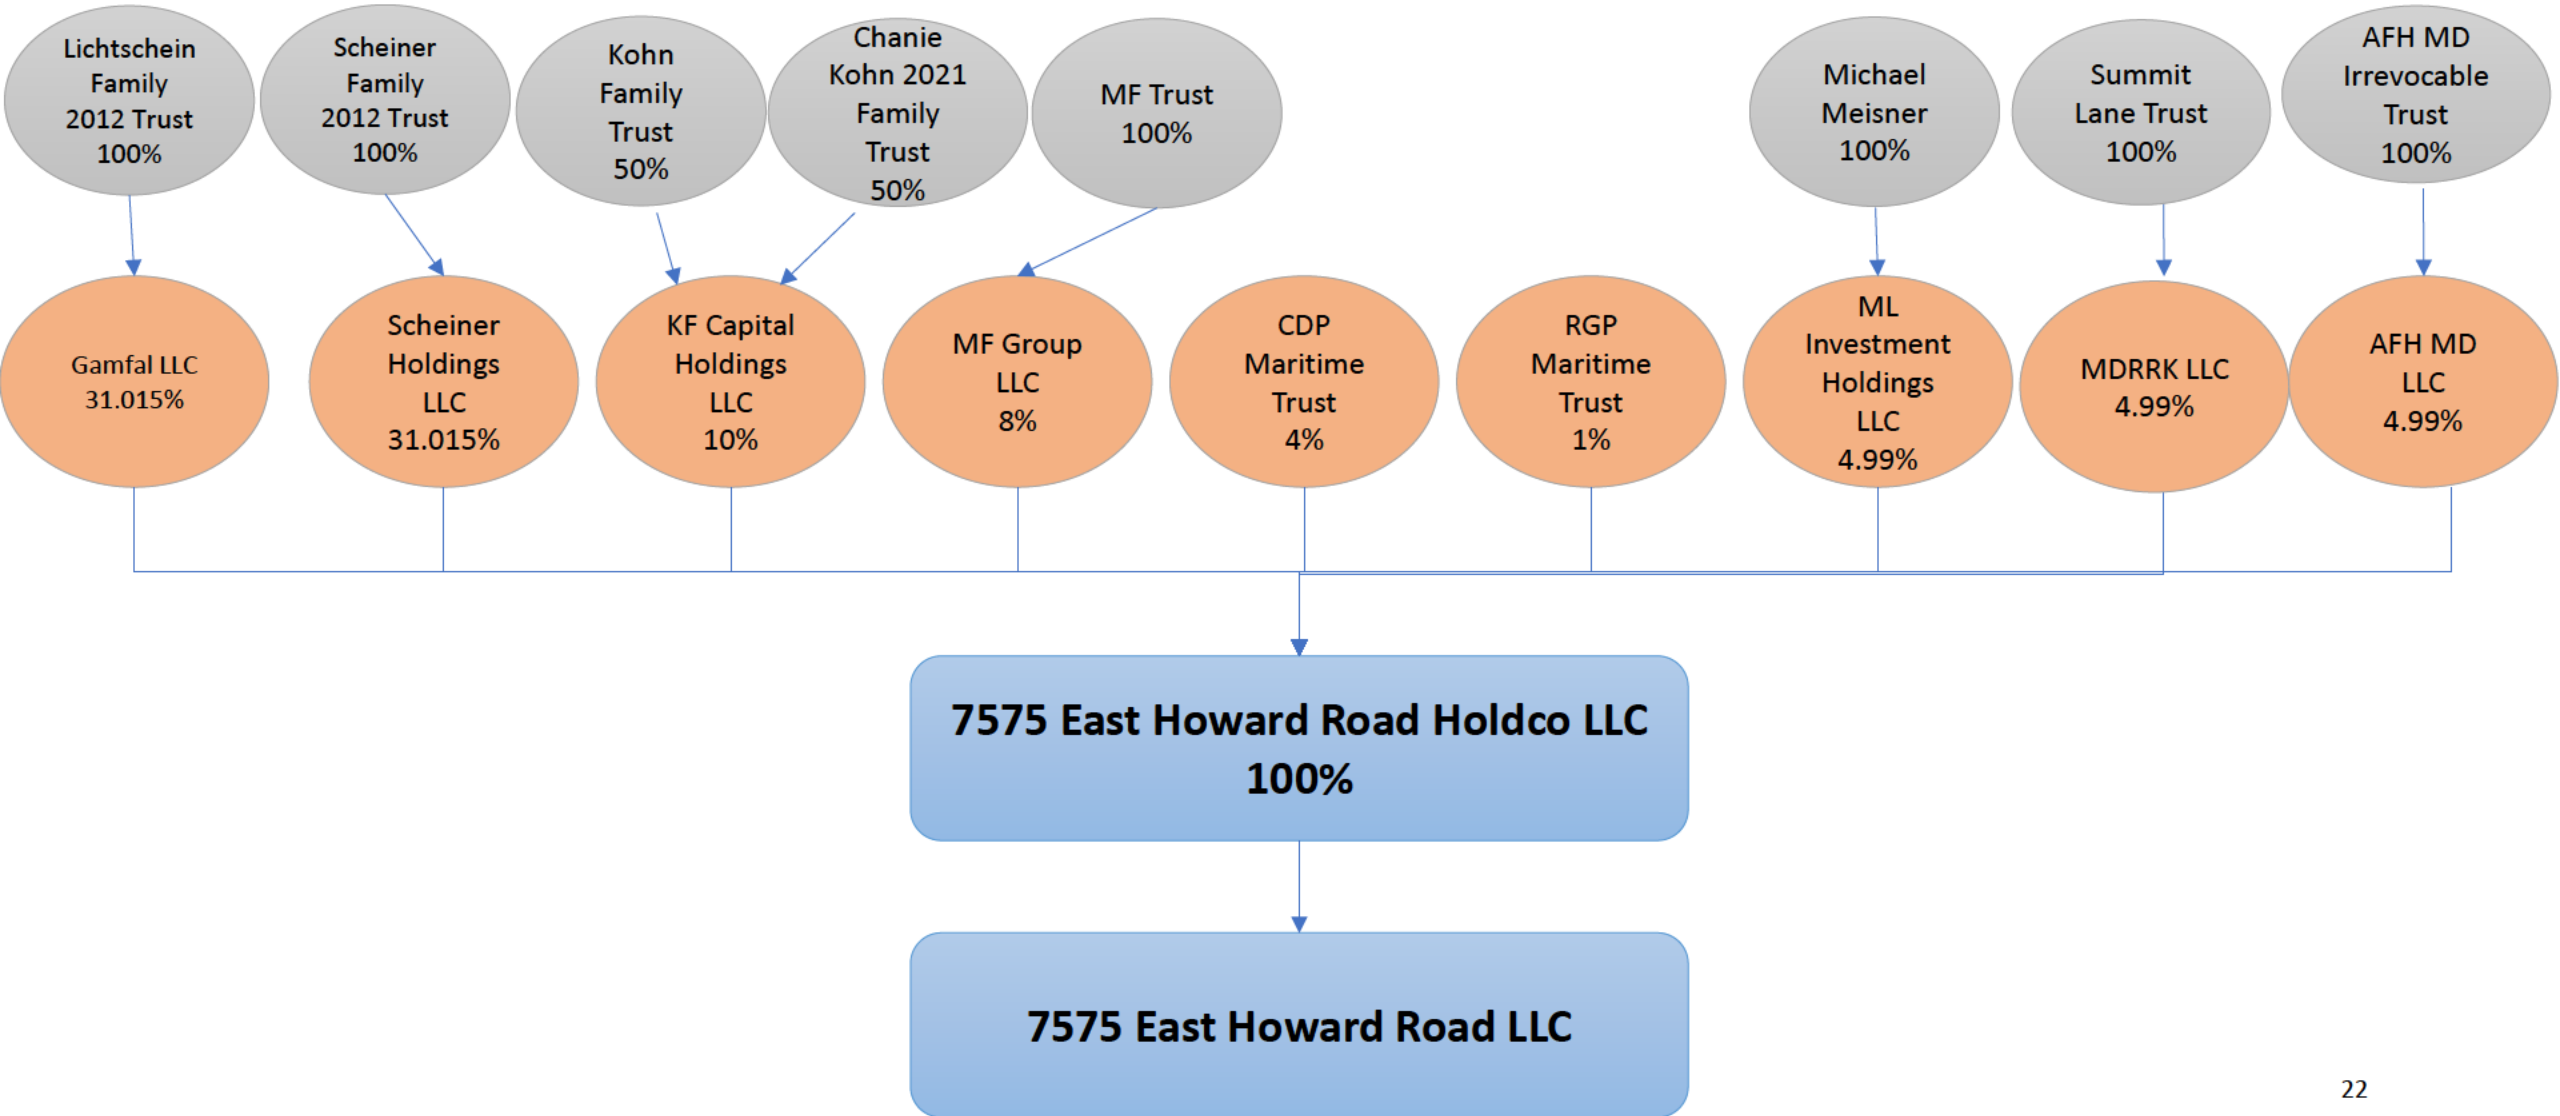 Lichtschein
Family
2012 Trust
100%
Scheiner
Family
2012 Trust
100%
Kohn
Family
Trust
50%
Chanie
Kohn 2021
Family
Trust
50%
MF Trust
100%
Michael
Meisner
100%
Summit
Lane Trust
100%
AFH MD
Irrevocable
Trust
100%
Gamfal LLC
31.015%
Scheiner
Holdings
LLC
31.015%
KF Capital
Holdings
LLC
10%
MF Group
LLC
8%
CDP
Maritime
Trust
4%
RGP
Maritime
Trust
1%
ML
Investment
Holdings
LLC
4.99%
MDRRK LLC
4.99%
AFH MD
LLC
4.99%
7575 East Howard Road Holdco LLC
100%
7575 East Howard Road LLC
22